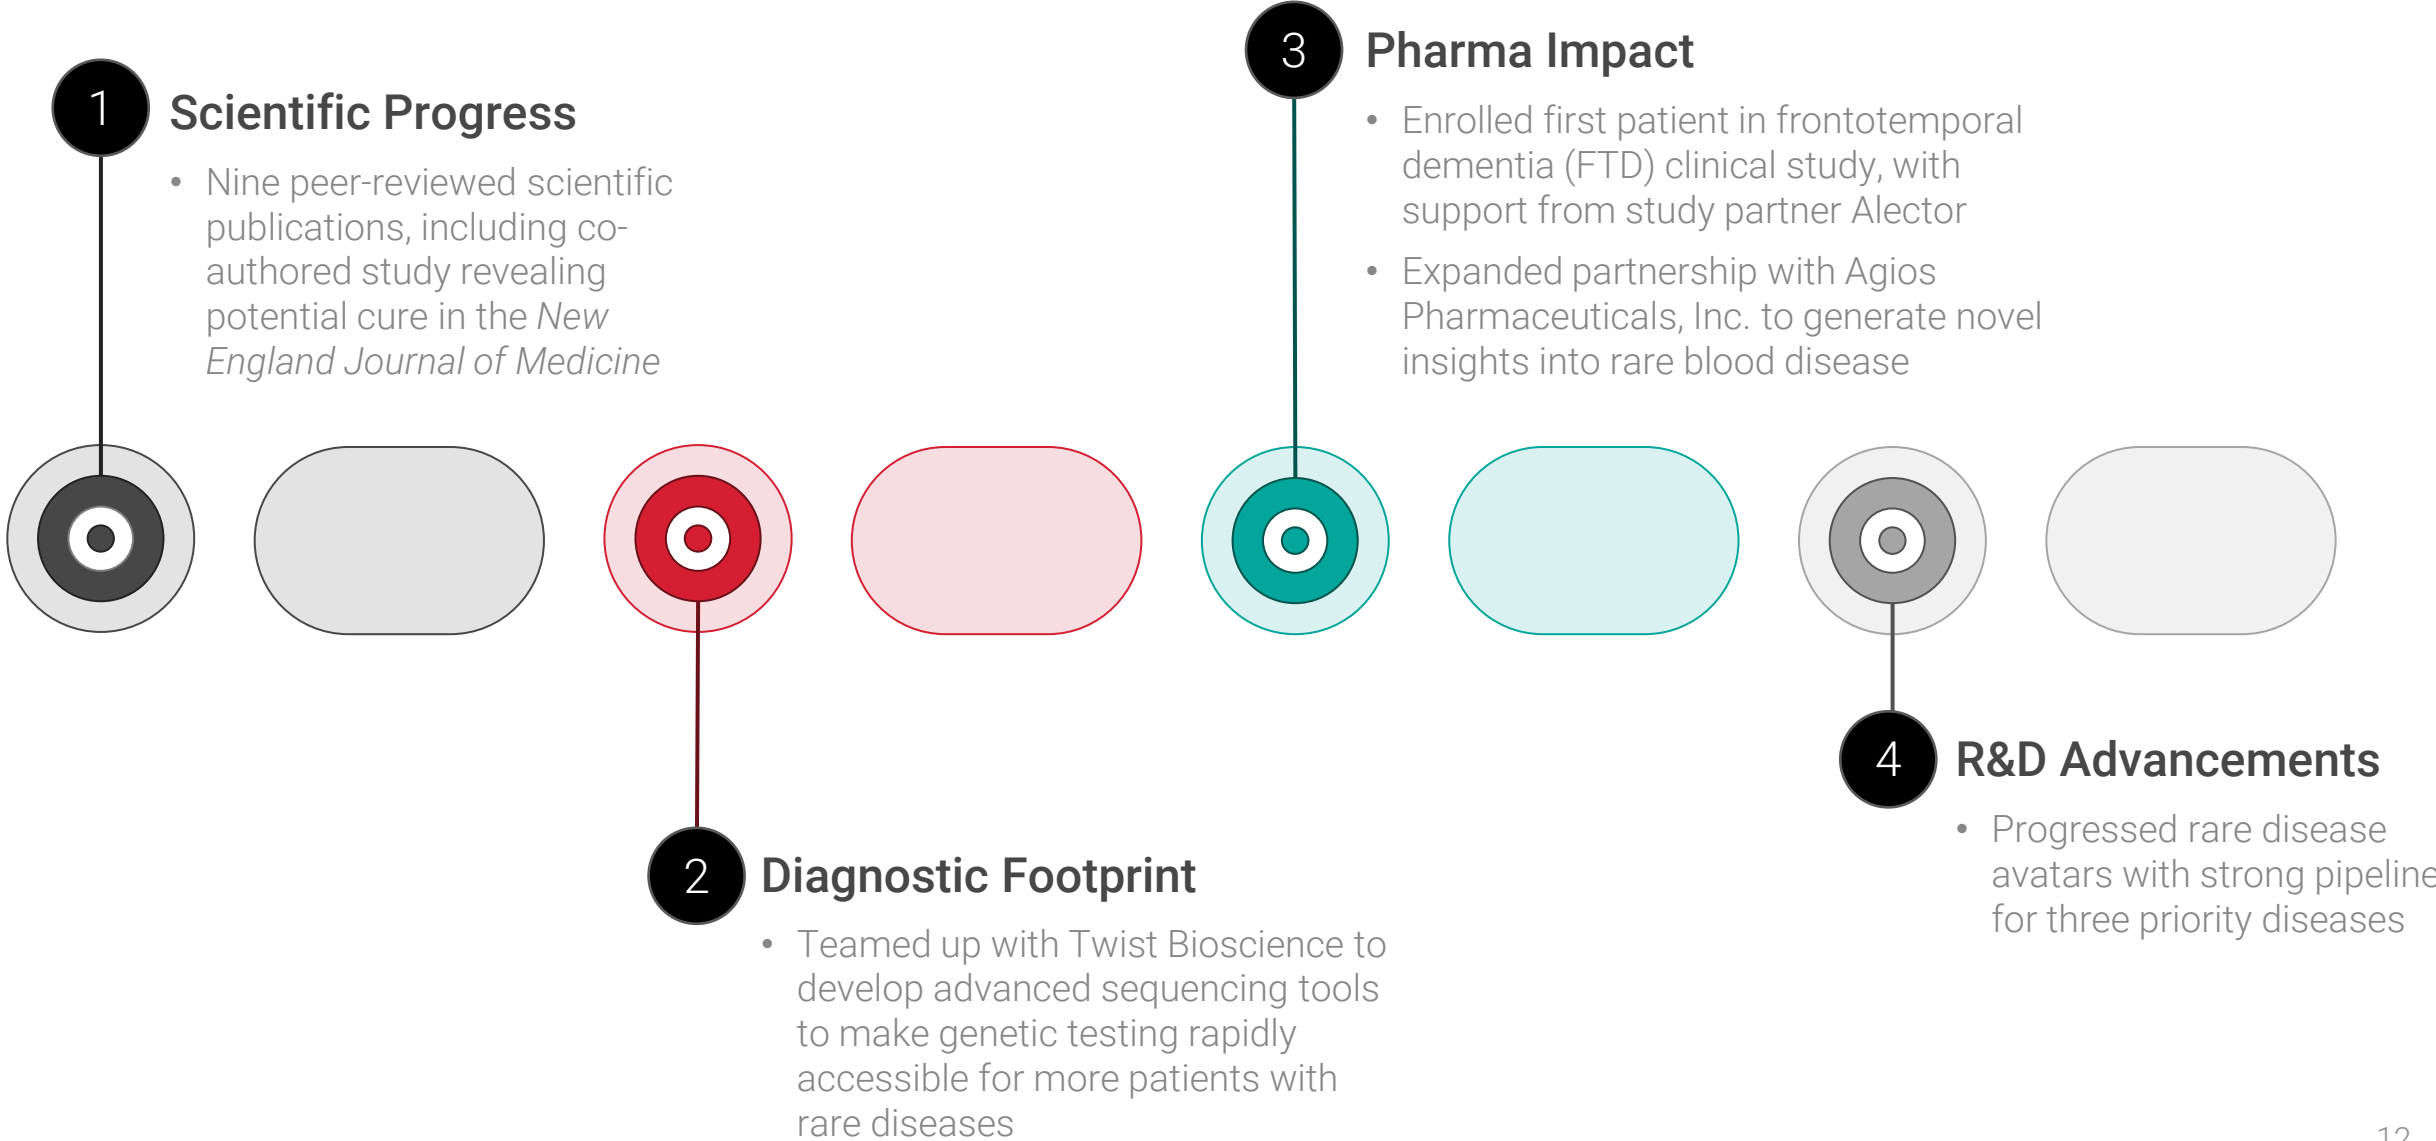 1
Scientific Progress
• Nine peer-reviewed scientific
publications, including co-
authored study revealing
potential cure in the New
England Journal of Medicine
2
Diagnostic Footprint
• Teamed up with Twist Bioscience to
develop advanced sequencing tools
to make genetic testing rapidly
accessible for more patients with
rare diseases
3
Pharma Impact
• Enrolled first patient in frontotemporal
dementia (FTD) clinical study, with
support from study partner Alector
• Expanded partnership with Agios
Pharmaceuticals, Inc. to generate novel
insights into rare blood disease
4
R&D Advancements
• Progressed rare disease
avatars with strong pipeline
for three priority diseases
12